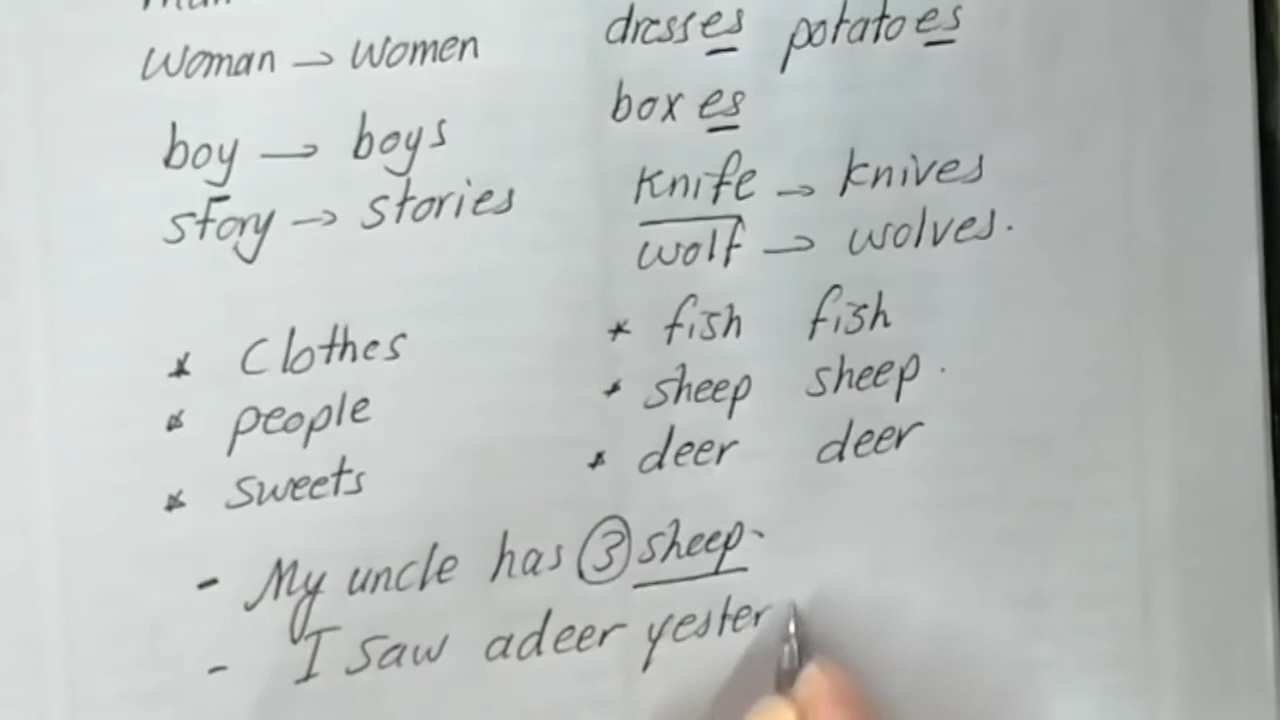 woman → women
boy → boys
story → stories
* Clothes
* people
* sweets
dresses potatoes
boxes
Knife → knives
wolf → wolves.
* fish fish
* sheep sheep.
* deer deer
- My uncle has 3 sheep.
- I saw a deer yester